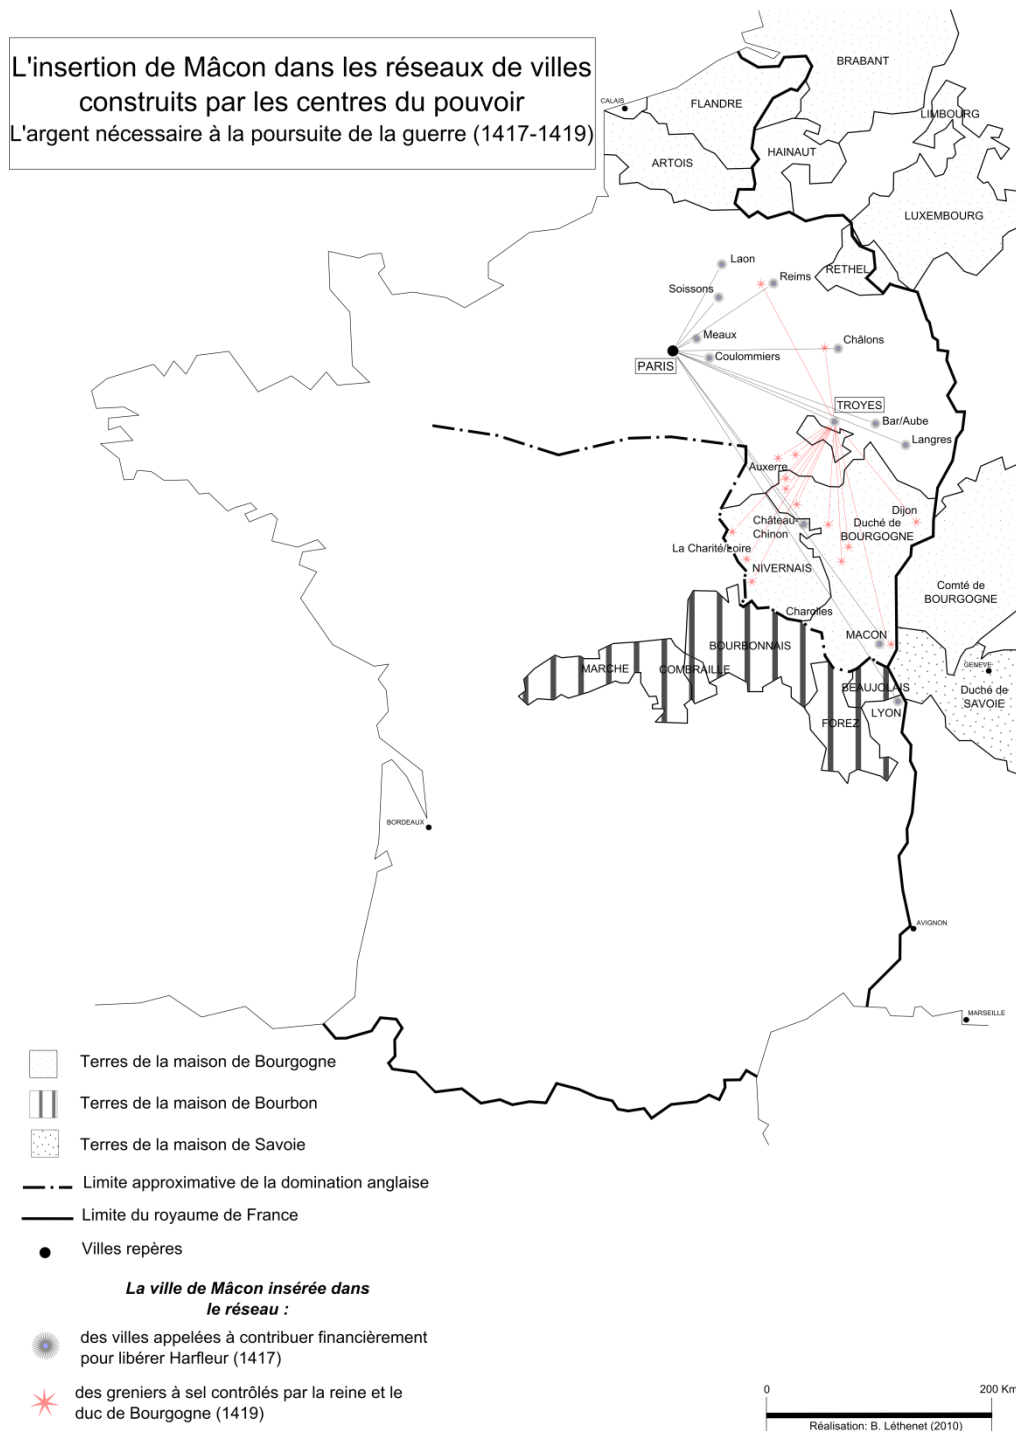 L'insertion de Mâcon dans les réseaux de villes
construits par les centres du pouvoir
L'argent nécessaire à la poursuite de la guerre (1417-1419)
BRABANT
CALAIS
FLANDRE
LIMBOURG
HAINAUT
ARTOIS
LUXEMBOURG
Laon
RETHEL
Reims
Soissons
Meaux
Châlons
Coulommiers
PARIS
TROYES
Bar/Aube
Langres
Auxerre
Dijon
Château-
Chinon
Duché de
BOURGOGNE
La Charité/Loire
NIVERNAIS
Comté de
BOURGOGNE
Charolles
MACON
BOURBONNAIS
GENEVE
MARCHE
COMBRAILLE
BEAUJOLAIS
Duché de
SAVOIE
LYON
FOREZ
BORDEAUX
AVIGNON
MARSEILLE
Terres de la maison de Bourgogne
Terres de la maison de Bourbon
Terres de la maison de Savoie
Limite approximative de la domination anglaise
Limite du royaume de France
Villes repères
La ville de Mâcon insérée dans
le réseau :
des villes appelées à contribuer financièrement
pour libérer Harfleur (1417)
des greniers à sel contrôlés par la reine et le
duc de Bourgogne (1419)
0 200 Km
Réalisation: B. Léthenet (2010)